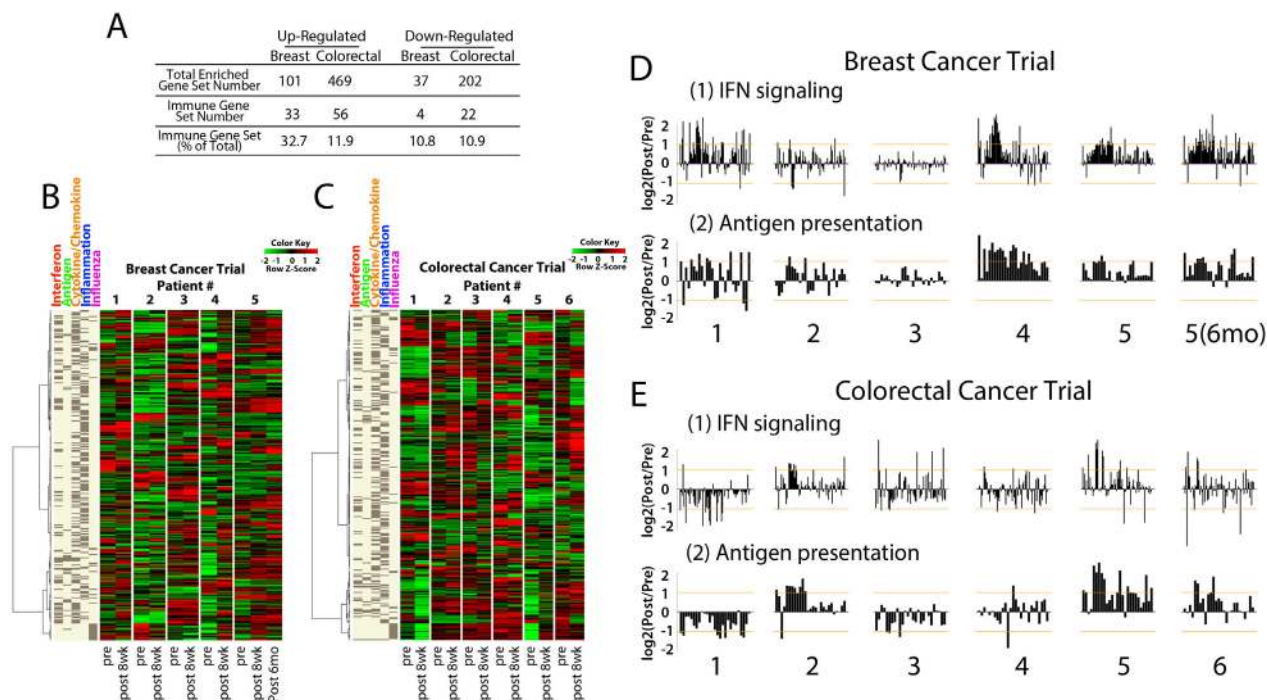 A
Up-Regulated Down-Regulated
Breast Colorectal Breast Colorectal
Total Enriched
Gene Set Number 101 469 37 202
Immune Gene
Set Number 33 56 4 22
Immune Gene Set
(% of Total) 32.7 11.9 10.8 10.9
B
Interferon
Antigen
Cytokine/Chemokine
Inflammation
Influenza
Color Key
-2 -1 0 1 2
Row Z-Score
Breast Cancer Trial
Patient #
1 2 3 4 5
pre
post 8wk
pre
post 8wk
pre
post 8wk
pre
post 8wk
pre
post 8wk
Post 6mo
C
Interferon
Antigen
Cytokine/Chemokine
Inflammation
Influenza
Color Key
-2 -1 0 1 2
Row Z-Score
Colorectal Cancer Trial
Patient #
1 2 3 4 5 6
pre
post 8wk
pre
post 8wk
pre
post 8wk
pre
post 8wk
pre
post 8wk
pre
post 8wk
D
Breast Cancer Trial
(1) IFN signaling
log2(Post/Pre)
2
1
0
-1
-2
(2) Antigen presentation
log2(Post/Pre)
2
1
0
-1
-2
1 2 3 4 5 5(6mo)
E
Colorectal Cancer Trial
(1) IFN signaling
log2(Post/Pre)
2
1
0
-1
-2
(2) Antigen presentation
log2(Post/Pre)
2
1
0
-1
-2
1 2 3 4 5 6